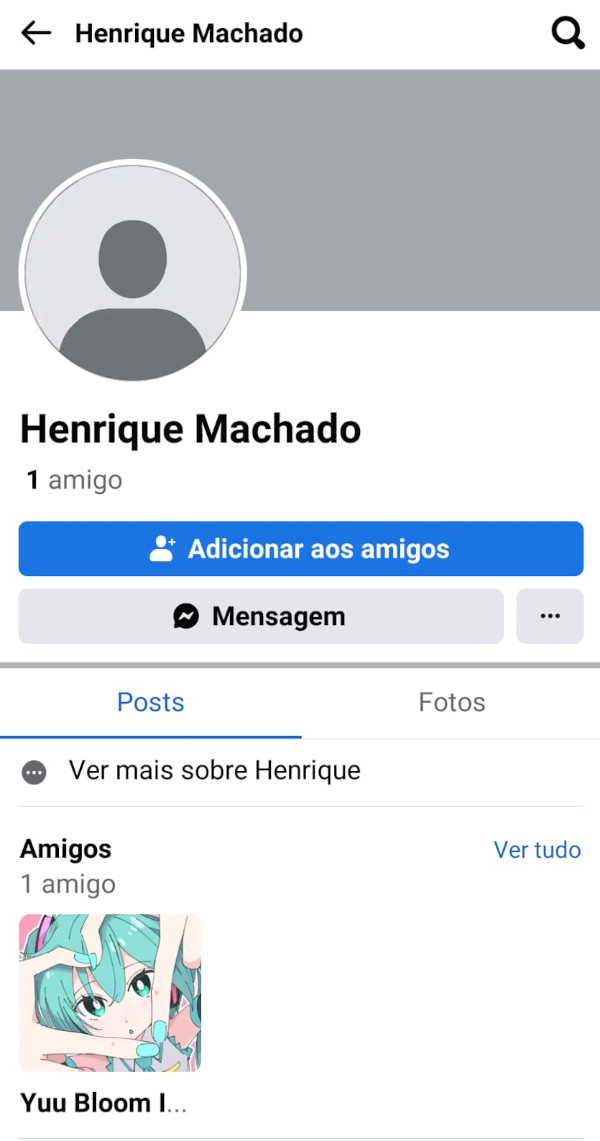 Henrique Machado
Henrique Machado
1 amigo
Adicionar aos amigos
Mensagem
Posts
Fotos
Ver mais sobre Henrique
Amigos
Ver tudo
1 amigo
Yuu Bloom I...